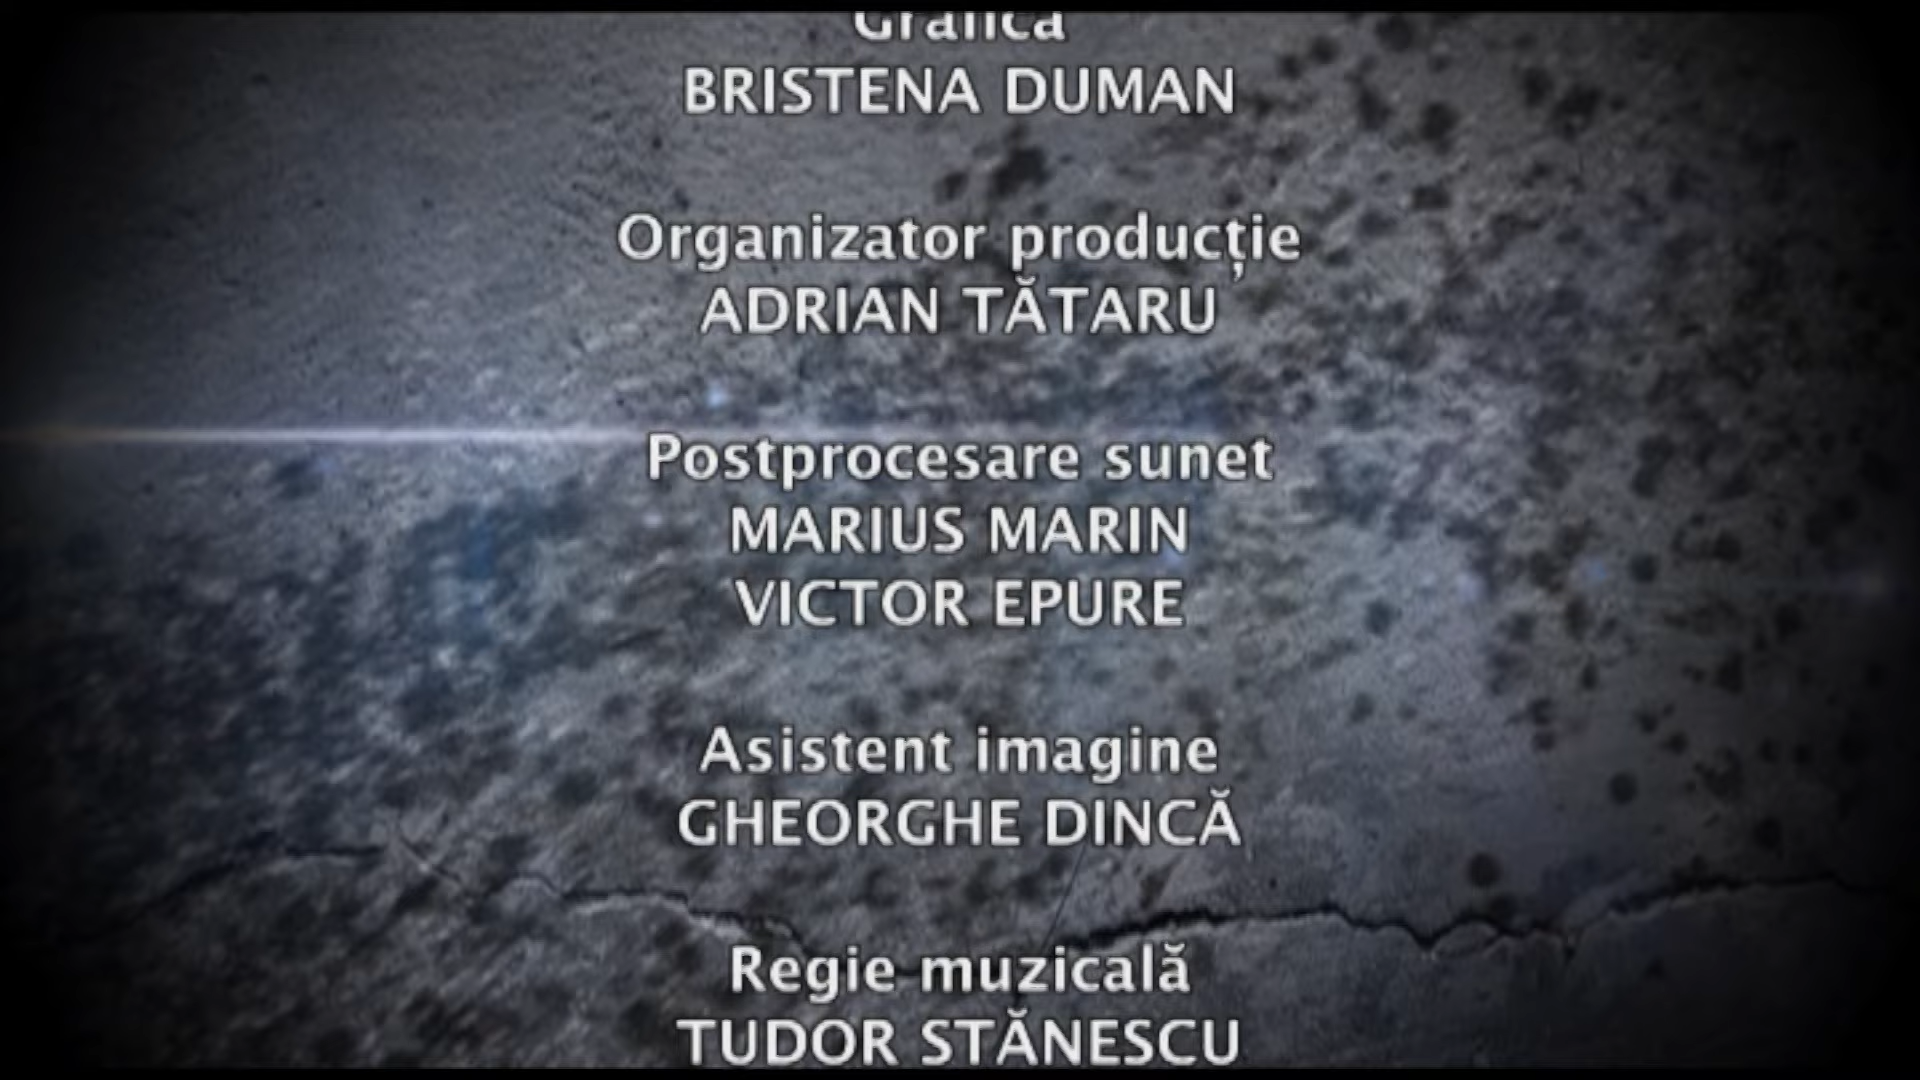 Grafica
BRISTENA DUMAN
Organizator producție
ADRIAN TĂTARU
Postprocesare sunet
MARIUS MARIN
VICTOR EPURE
Asistent imagine
GHEORGHE DINCĂ
Regie muzicală
TUDOR STĂNESCU